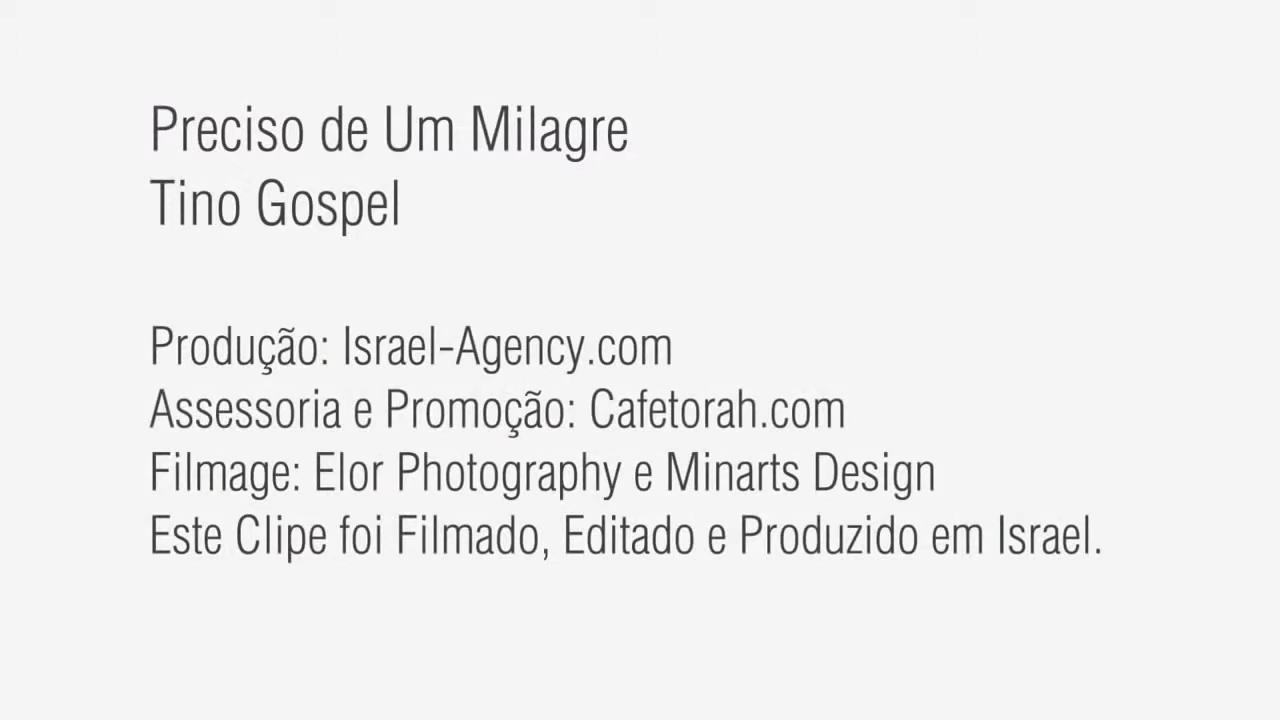 Preciso de Um Milagre
Tino Gospel
Produção: Israel-Agency.com
Assessoria e Promoção: Cafetorah.com
Filmage: Elor Photography e Minarts Design
Este Clipe foi Filmado, Editado e Produzido em Israel.